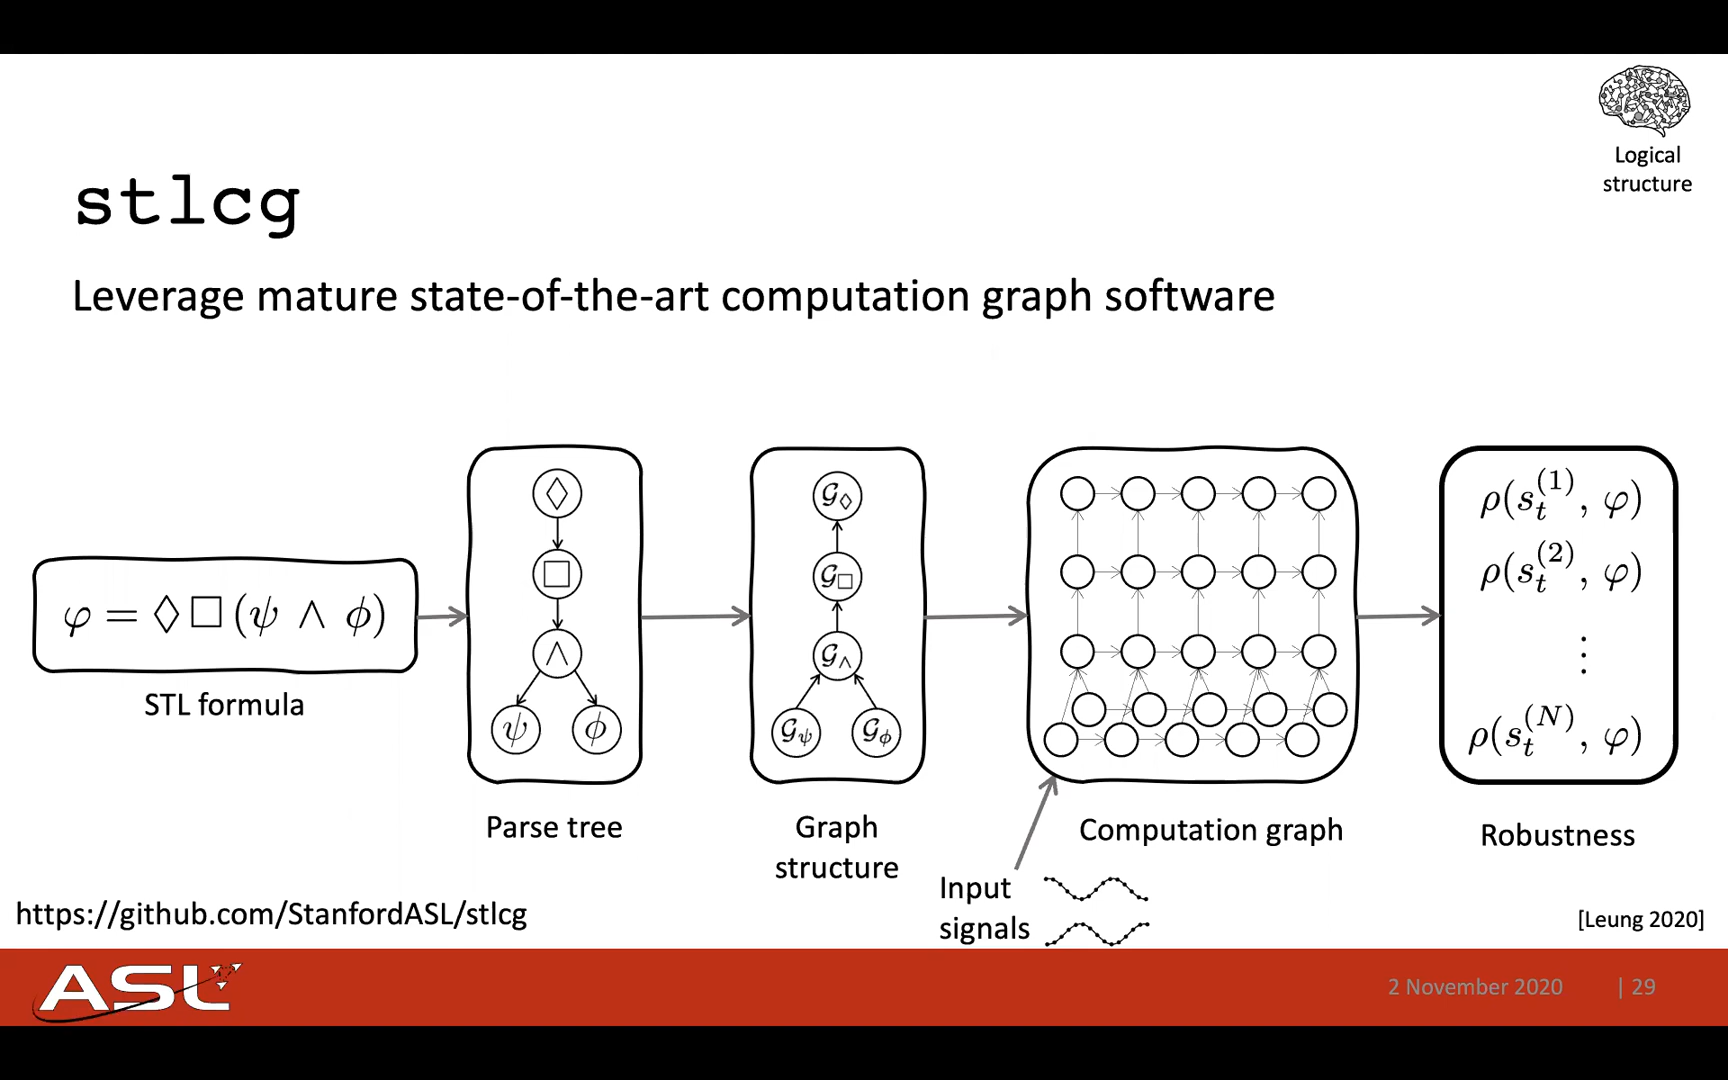 Logical
structure
stlcg
Leverage mature state-of-the-art computation graph software
φ = ◊ □ (ψ ∧ ϕ)
STL formula
◊
□
∧
ψ ϕ
Parse tree
𝒢◊
𝒢□
𝒢∧
𝒢ψ 𝒢ϕ
Graph
structure
Computation graph
Input
signals
ρ(s_t^(1), φ)
ρ(s_t^(2), φ)
⋮
ρ(s_t^(N), φ)
Robustness
https://github.com/StanfordASL/stlcg
[Leung 2020]
ASL
2 November 2020 | 29